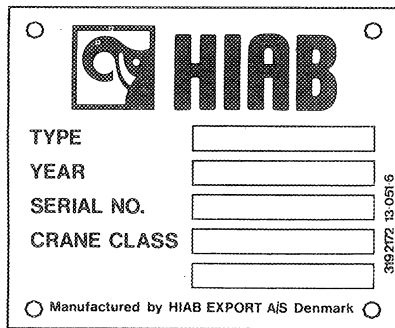 HIAB
TYPE
YEAR
SERIAL NO.
CRANE CLASS
3192172 13-051-6
Manufactured by HIAB EXPORT A/S Denmark